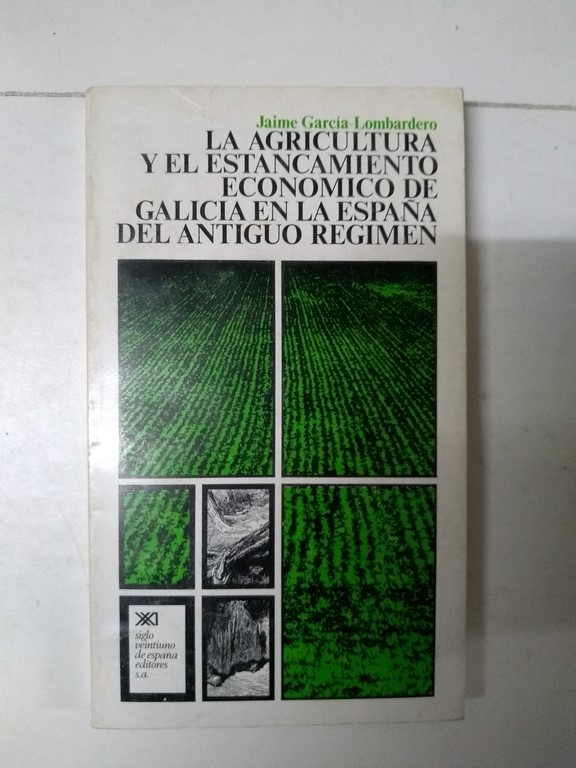 Jaime García-Lombardero
LA AGRICULTURA
Y EL ESTANCAMIENTO
ECONOMICO DE
GALICIA EN LA ESPAÑA
DEL ANTIGUO REGIMEN
XXI
siglo
veintiuno
de españa
editores
s.a.